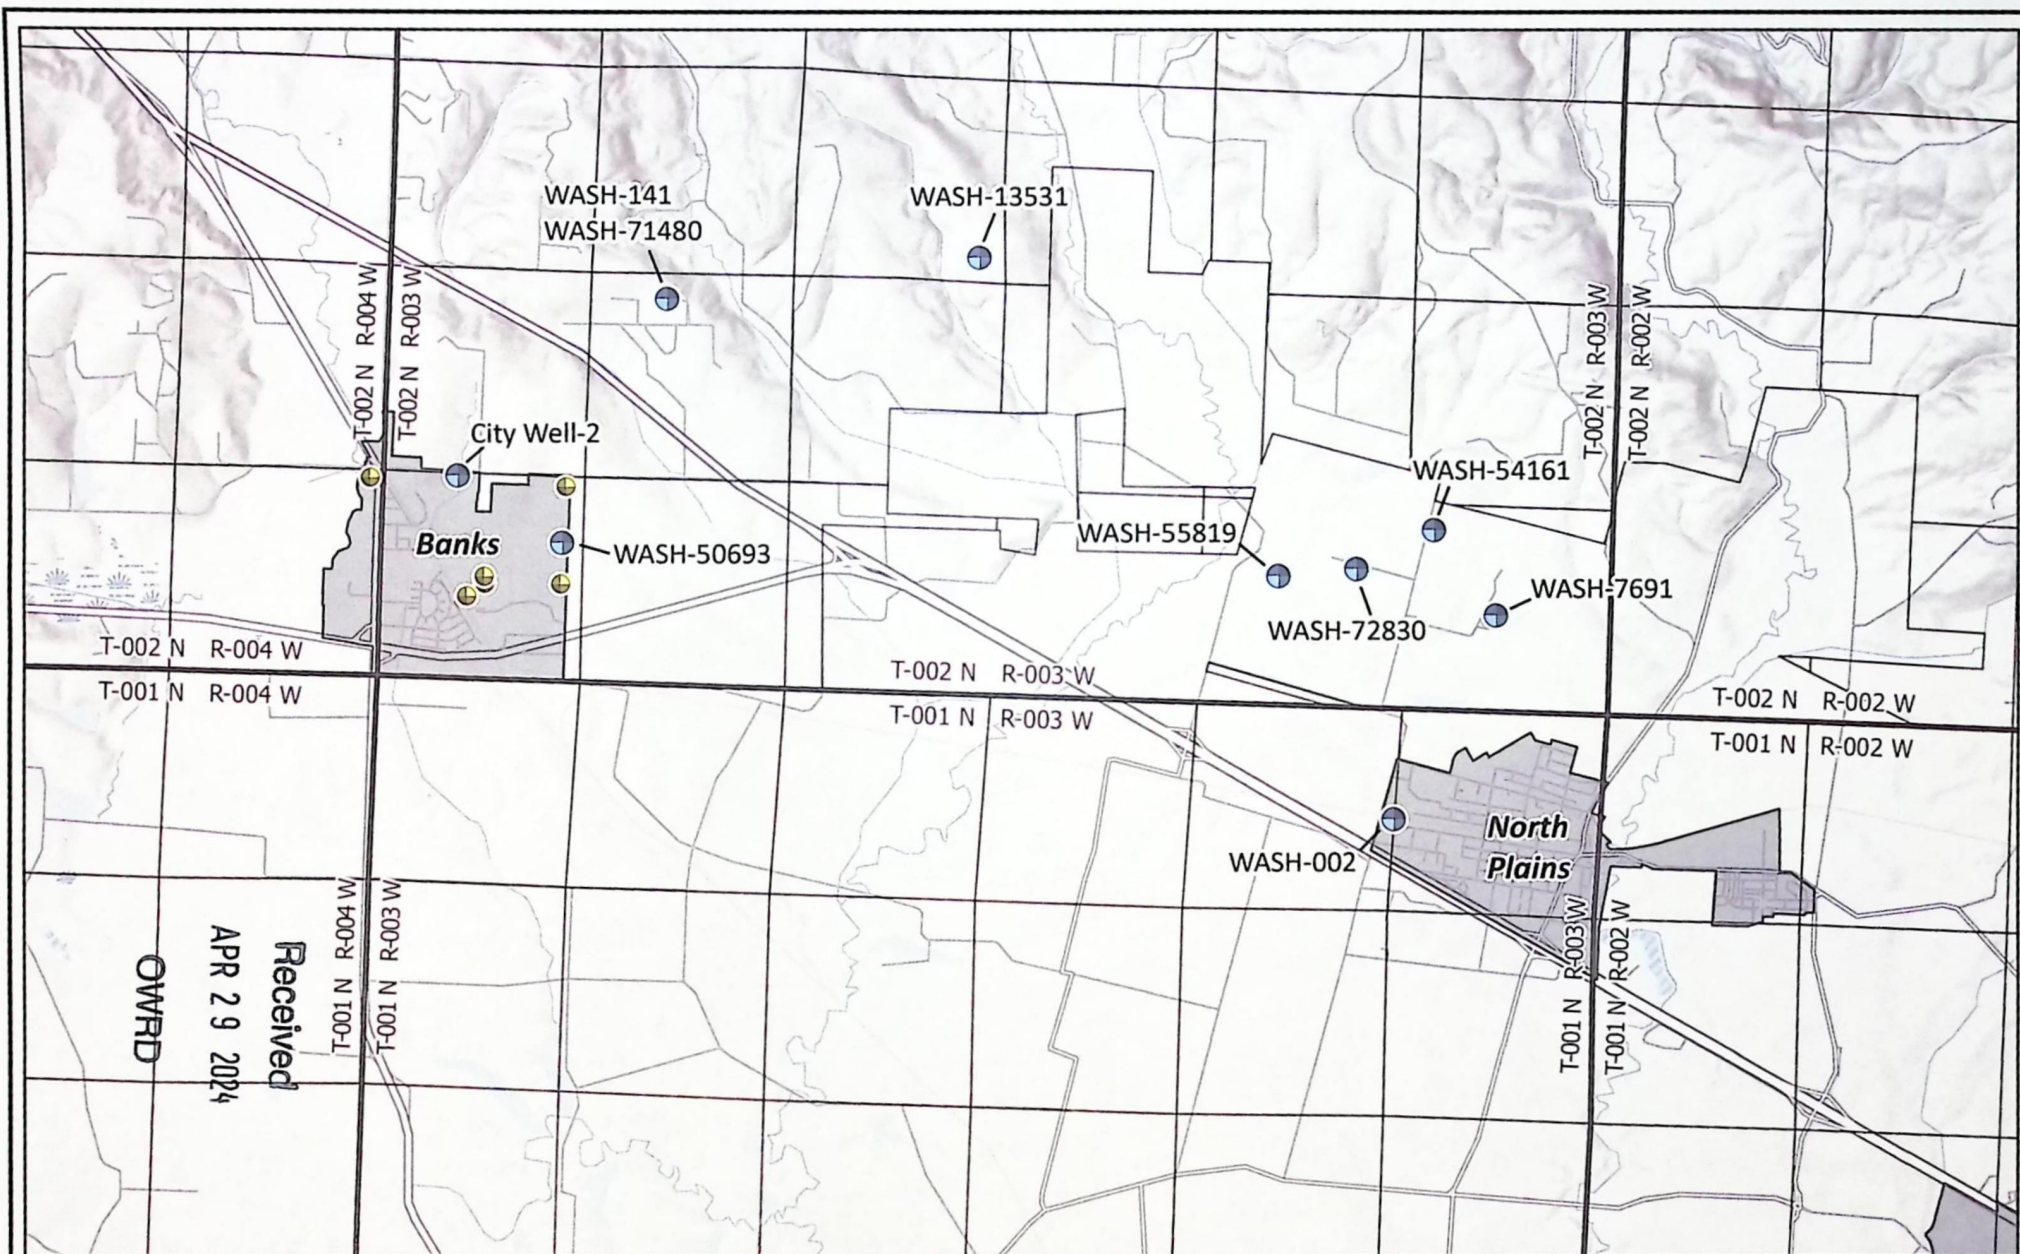 WASH-141
WASH-71480
WASH-13531
T-002 N R-004 W
T-002 N R-003 W
T-002 N R-003 W
T-002 N R-002 W
City Well-2
WASH-54161
WASH-55819
Banks
WASH-50693
WASH-7691
WASH-72830
T-002 N R-004 W
T-002 N R-003 W
T-002 N R-002 W
T-001 N R-004 W
T-001 N R-003 W
T-001 N R-002 W
North
Plains
WASH-002
T-001 N R-004 W
T-001 N R-003 W
T-001 N R-003 W
T-001 N R-002 W
Received
APR 29 2024
OWRD